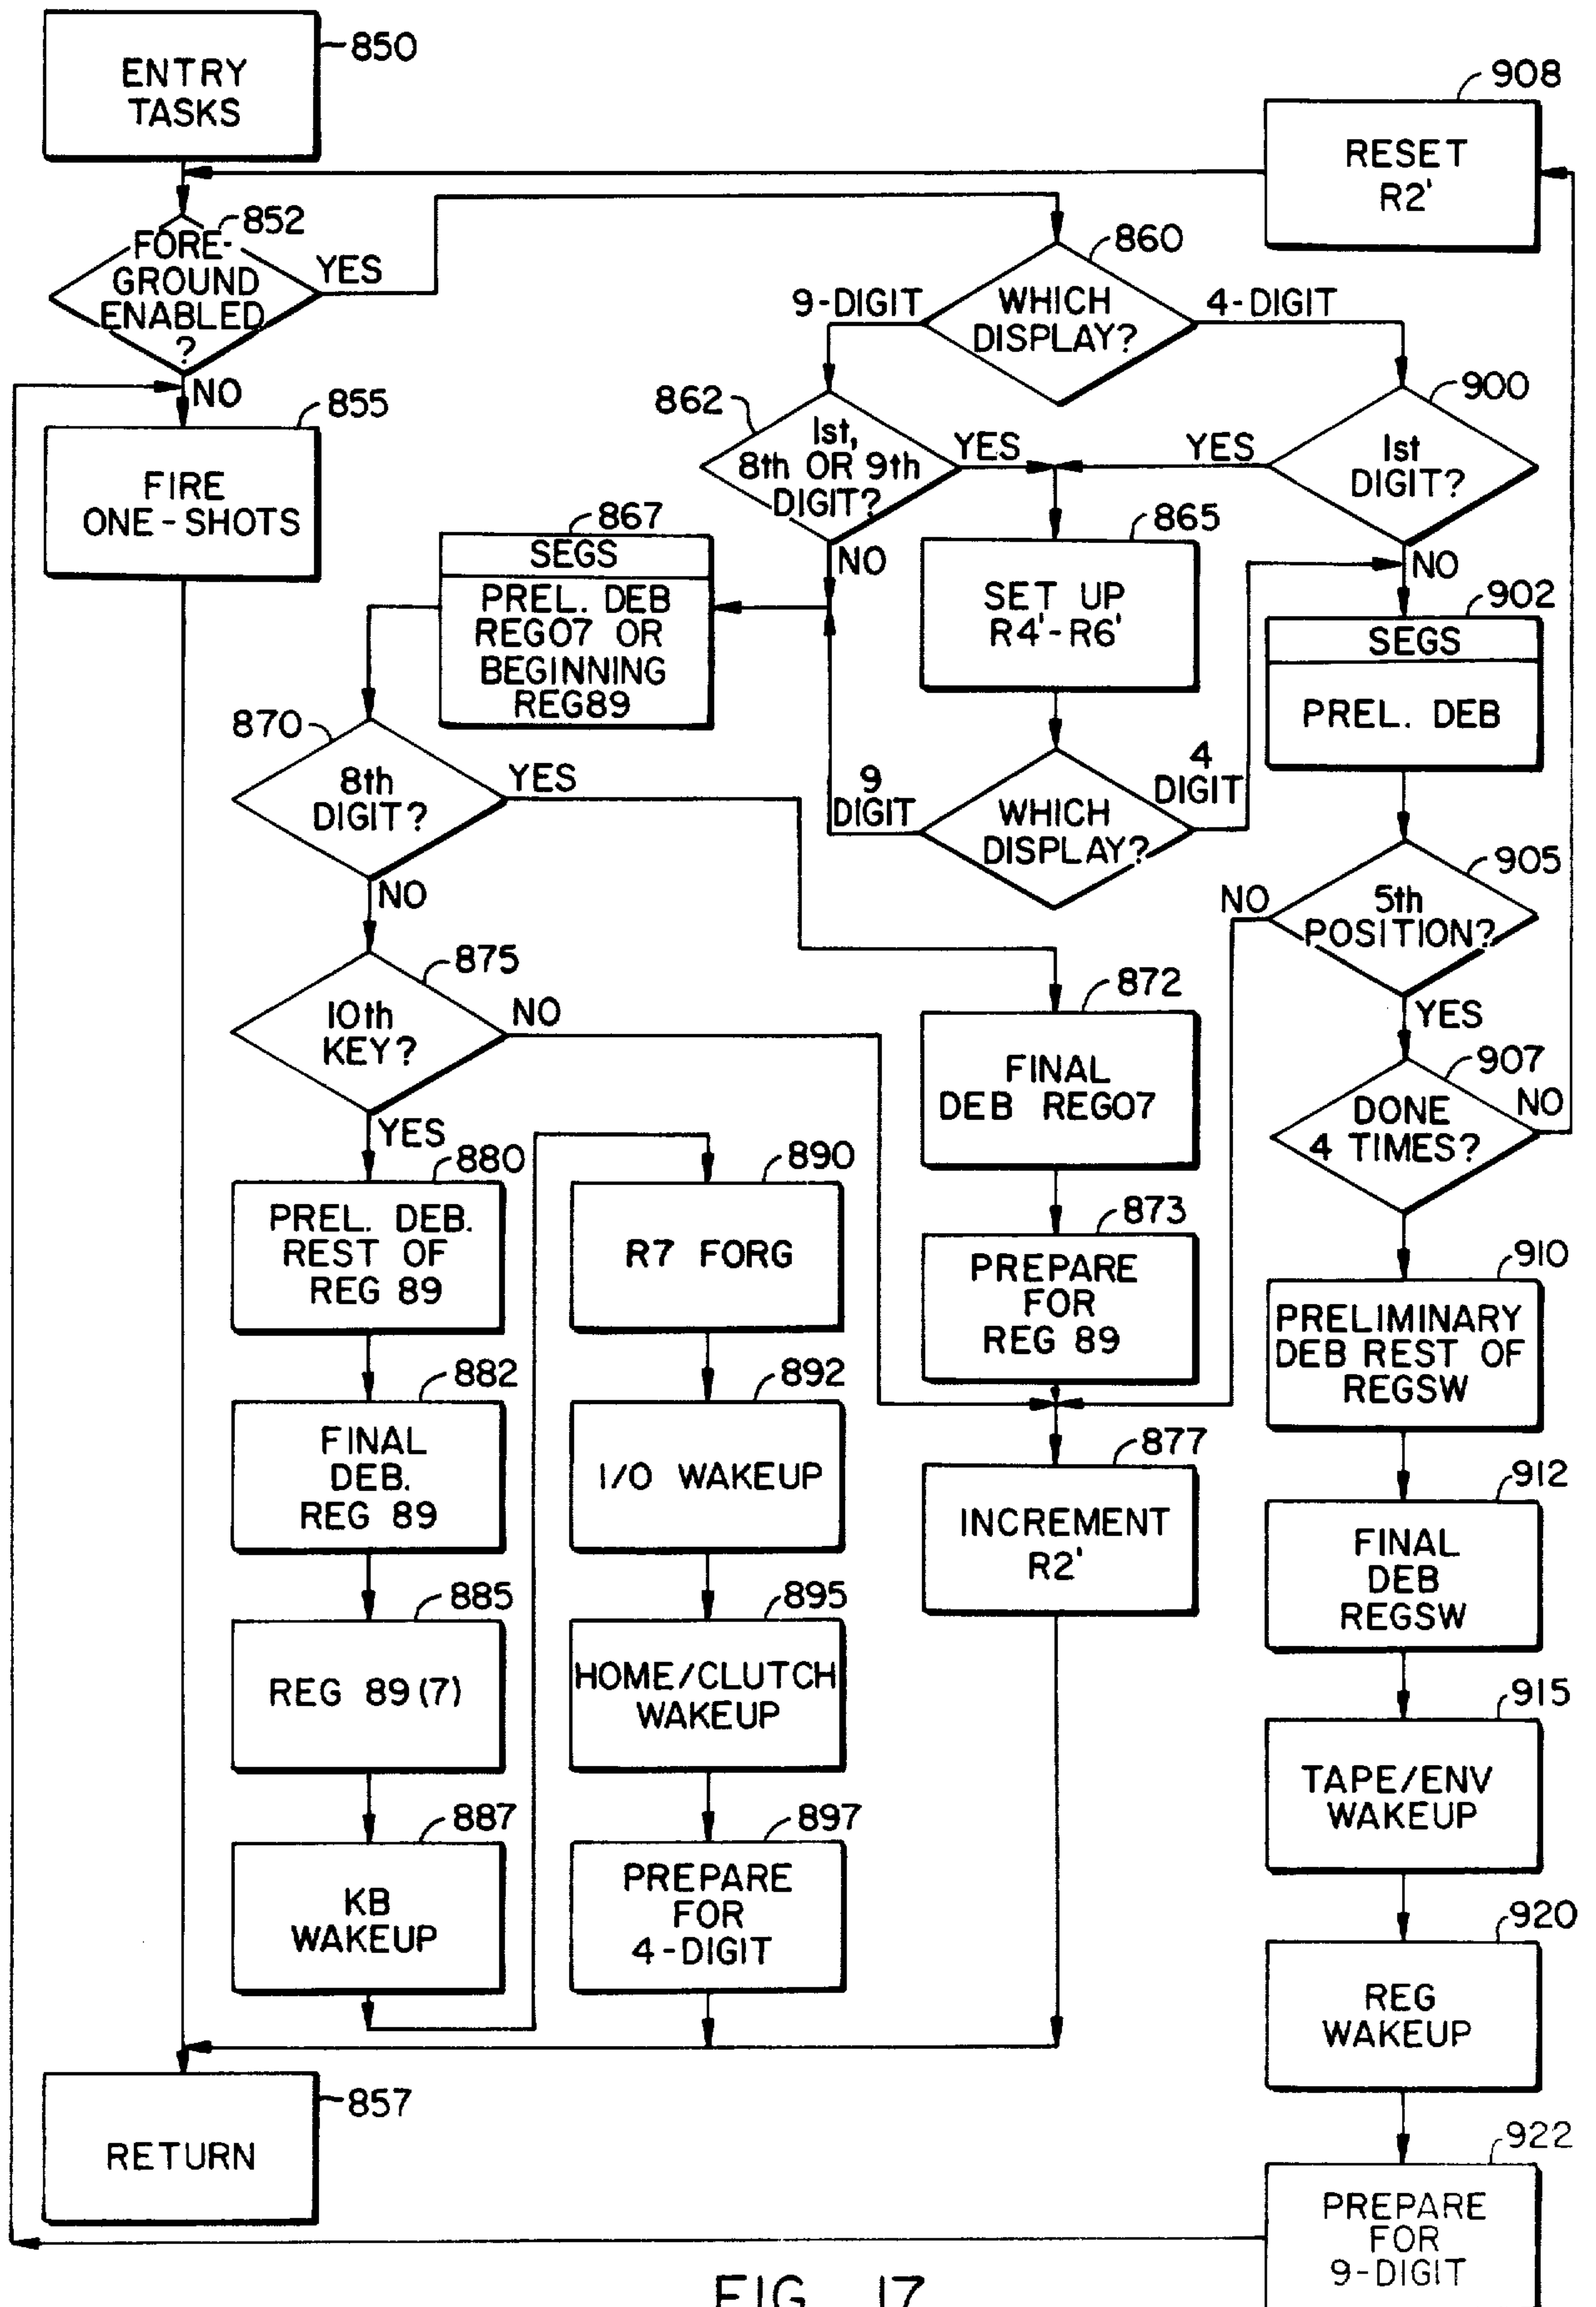 850
ENTRY
TASKS
908
RESET
R2'
852
FORE-
GROUND
ENABLED
?
YES
NO
860
9-DIGIT
WHICH
DISPLAY?
4-DIGIT
855
FIRE
ONE-SHOTS
862
1st,
8th OR 9th
DIGIT?
YES
NO
900
YES
1st
DIGIT?
NO
867
SEGS
PREL. DEB
REG07 OR
BEGINNING
REG89
865
SET UP
R4'-R6'
902
SEGS
PREL. DEB
870
8th
DIGIT?
YES
NO
9
DIGIT
WHICH
DISPLAY?
4
DIGIT
905
NO
5th
POSITION?
YES
875
10th
KEY?
NO
YES
872
FINAL
DEB REG07
907
DONE
4 TIMES?
NO
880
PREL. DEB.
REST OF
REG 89
890
R7 FORG
873
PREPARE
FOR
REG 89
910
PRELIMINARY
DEB REST OF
REGSW
882
FINAL
DEB.
REG 89
892
I/O WAKEUP
877
INCREMENT
R2'
912
FINAL
DEB
REGSW
885
REG 89(7)
895
HOME/CLUTCH
WAKEUP
915
TAPE/ENV
WAKEUP
887
KB
WAKEUP
897
PREPARE
FOR
4-DIGIT
920
REG
WAKEUP
857
RETURN
922
PREPARE
FOR
9-DIGIT
FIG. 17